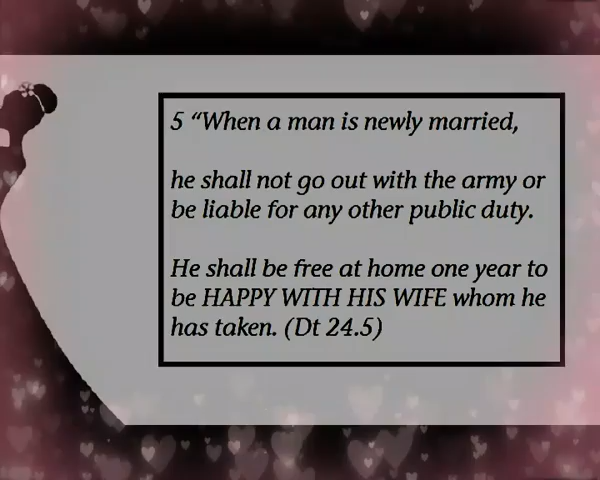 5 “When a man is newly married,
he shall not go out with the army or
be liable for any other public duty.
He shall be free at home one year to
be HAPPY WITH HIS WIFE whom he
has taken. (Dt 24.5)